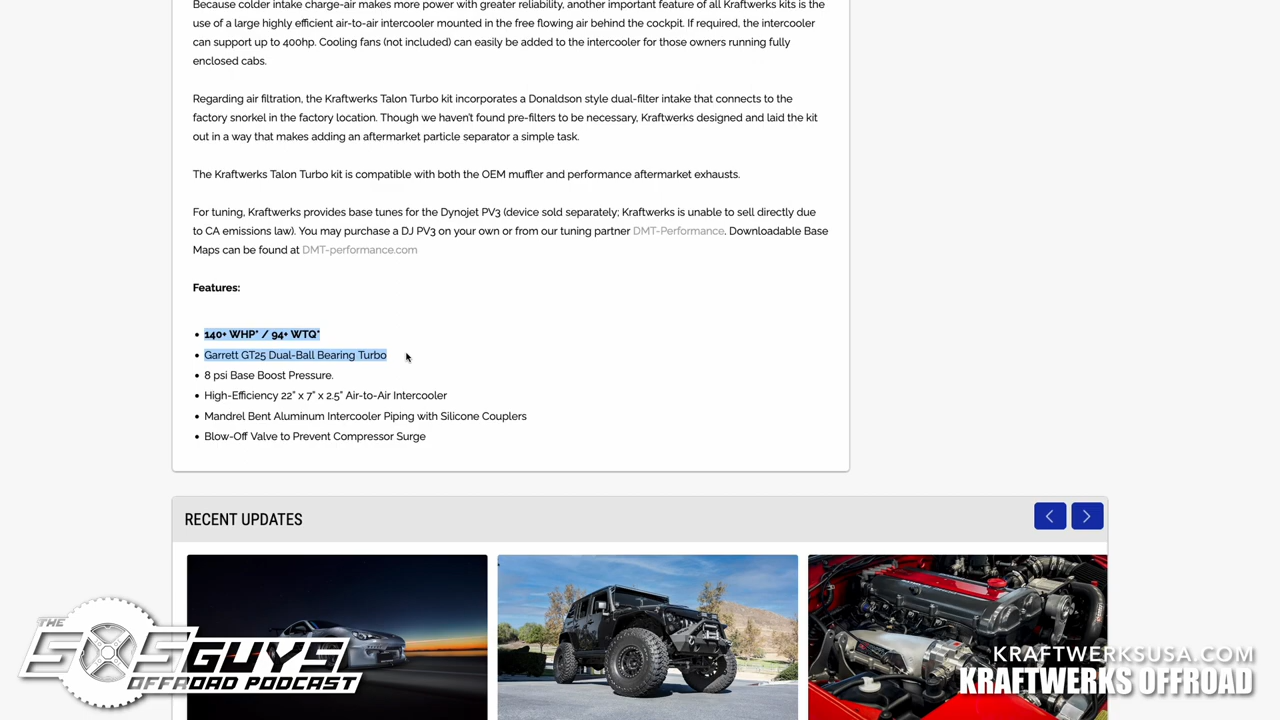 Because colder intake charge-air makes more power with greater reliability, another important feature of all Kraftwerks kits is the
use of a large highly efficient air-to-air intercooler mounted in the free flowing air behind the cockpit. If required, the intercooler
can support up to 400hp. Cooling fans (not included) can easily be added to the intercooler for those owners running fully
enclosed cabs.
Regarding air filtration, the Kraftwerks Talon Turbo kit incorporates a Donaldson style dual-filter intake that connects to the
factory snorkel in the factory location. Though we haven't found pre-filters to be necessary, Kraftwerks designed and laid the kit
out in a way that makes adding an aftermarket particle separator a simple task.
The Kraftwerks Talon Turbo kit is compatible with both the OEM muffler and performance aftermarket exhausts.
For tuning, Kraftwerks provides base tunes for the Dynojet PV3 (device sold separately; Kraftwerks is unable to sell directly due
to CA emissions law). You may purchase a DJ PV3 on your own or from our tuning partner DMT-Performance. Downloadable Base
Maps can be found at DMT-performance.com
Features:
• 140+ WHP* / 94+ WTQ*
• Garrett GT25 Dual-Ball Bearing Turbo
• 8 psi Base Boost Pressure.
• High-Efficiency 22" x 7" x 2.5" Air-to-Air Intercooler
• Mandrel Bent Aluminum Intercooler Piping with Silicone Couplers
• Blow-Off Valve to Prevent Compressor Surge
RECENT UPDATES
THE
SXS GUYS
OFFROAD PODCAST
KRAFTWERKSUSA.COM
KRAFTWERKS OFFROAD